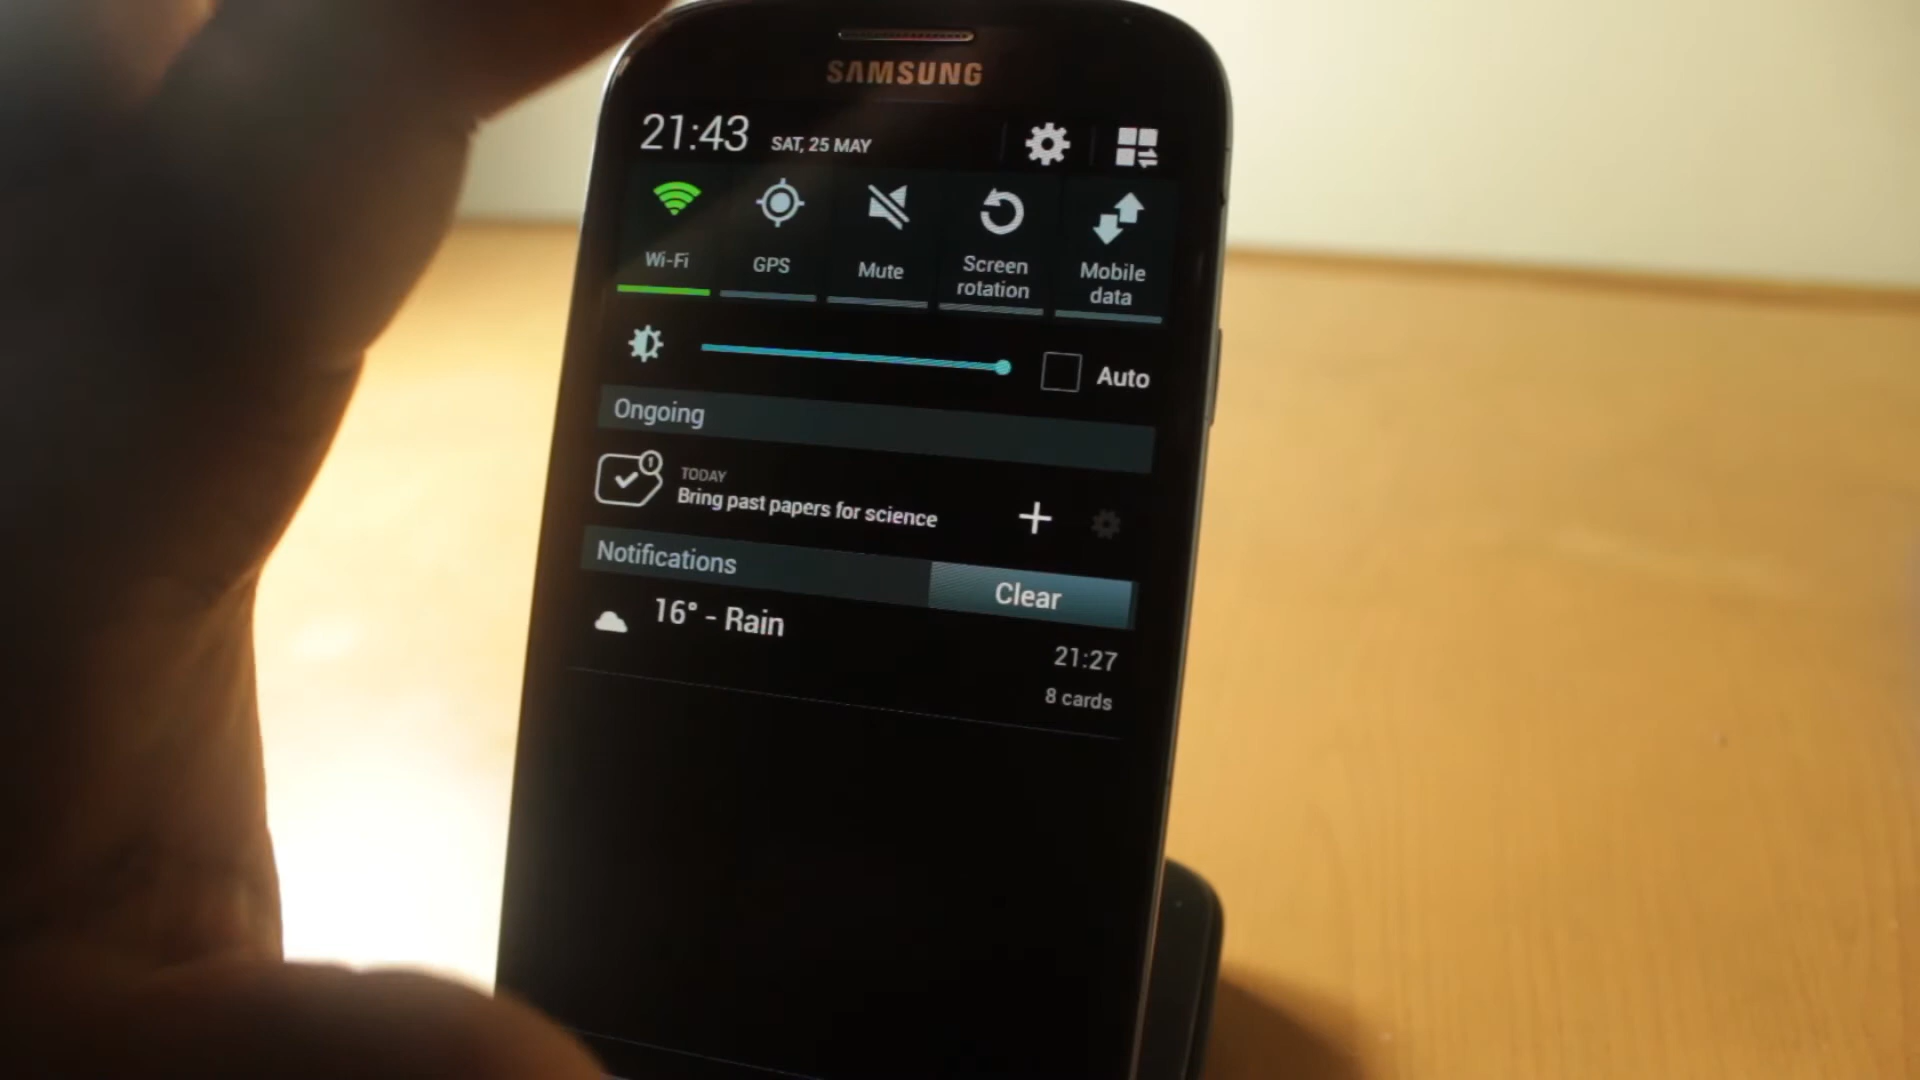 SAMSUNG
21:43 SAT, 25 MAY
Wi-Fi GPS Mute Screen rotation Mobile data
Auto
Ongoing
1
TODAY
Bring past papers for science
Notifications Clear
16° - Rain
21:27
8 cards